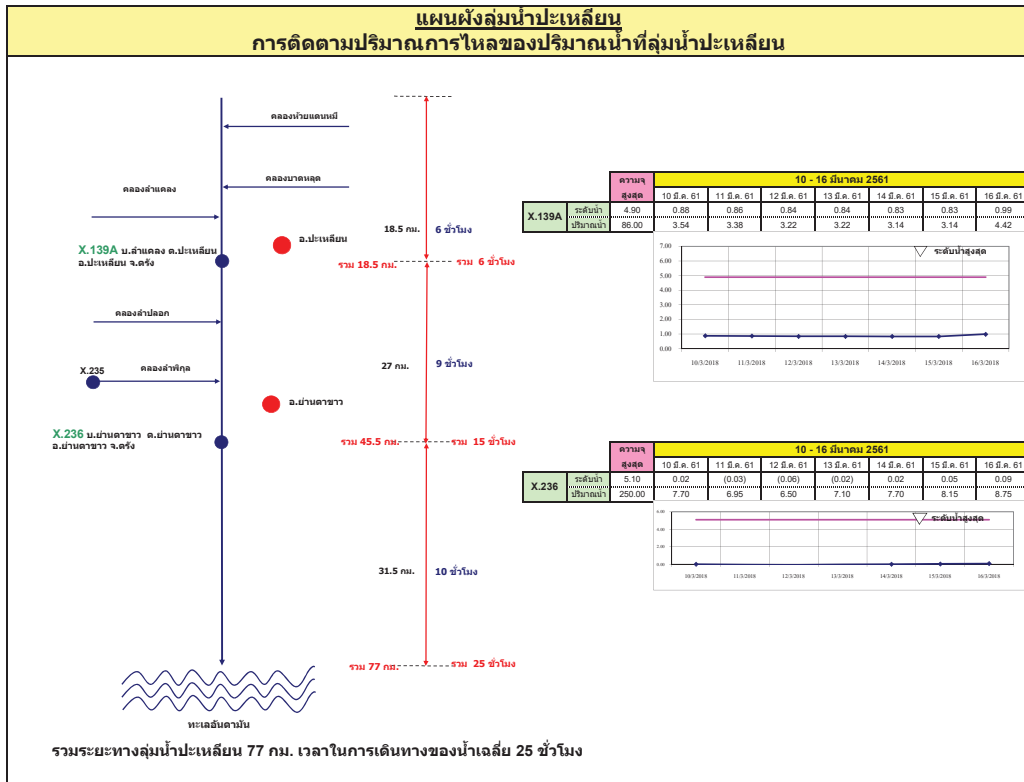 แผนผังลุ่มน้ำปะเหลียน
การติดตามปริมาณการไหลของปริมาณน้ำที่ลุ่มน้ำปะเหลียน
คลองห้วยแดนหมี
คลองบาดหลุด
คลองลำแคลง
18.5 กม. 6 ชั่วโมง
อ.ปะเหลียน
X.139A บ.ลำแคลง ต.ปะเหลียน
อ.ปะเหลียน จ.ตรัง
รวม 18.5 กม. รวม 6 ชั่วโมง
คลองลำปลอก
X.235 คลองลำพิกุล
27 กม. 9 ชั่วโมง
อ.ย่านตาขาว
X.236 บ.ย่านตาขาว ต.ย่านตาขาว
อ.ย่านตาขาว จ.ตรัง
รวม 45.5 กม. รวม 15 ชั่วโมง
31.5 กม. 10 ชั่วโมง
รวม 77 กม. รวม 25 ชั่วโมง
ทะเลอันดามัน
ความจุ 10 - 16 มีนาคม 2561
สูงสุด 10 มี.ค. 61 11 มี.ค. 61 12 มี.ค. 61 13 มี.ค. 61 14 มี.ค. 61 15 มี.ค. 61 16 มี.ค. 61
X.139A
ระดับน้ำ 4.90 0.88 0.86 0.84 0.84 0.83 0.83 0.99
ปริมาณน้ำ 86.00 3.54 3.38 3.22 3.22 3.14 3.14 4.42
ระดับน้ำสูงสุด
7.00
6.00
5.00
4.00
3.00
2.00
1.00
0.00
10/3/2018 11/3/2018 12/3/2018 13/3/2018 14/3/2018 15/3/2018 16/3/2018
ความจุ 10 - 16 มีนาคม 2561
สูงสุด 10 มี.ค. 61 11 มี.ค. 61 12 มี.ค. 61 13 มี.ค. 61 14 มี.ค. 61 15 มี.ค. 61 16 มี.ค. 61
X.236
ระดับน้ำ 5.10 0.02 (0.03) (0.06) (0.02) 0.02 0.05 0.09
ปริมาณน้ำ 250.00 7.70 6.95 6.50 7.10 7.70 8.15 8.75
ระดับน้ำสูงสุด
6.00
4.00
2.00
0.00
10/3/2018 11/3/2018 12/3/2018 13/3/2018 14/3/2018 15/3/2018 16/3/2018
รวมระยะทางลุ่มน้ำปะเหลียน 77 กม. เวลาในการเดินทางของน้ำเฉลี่ย 25 ชั่วโมง